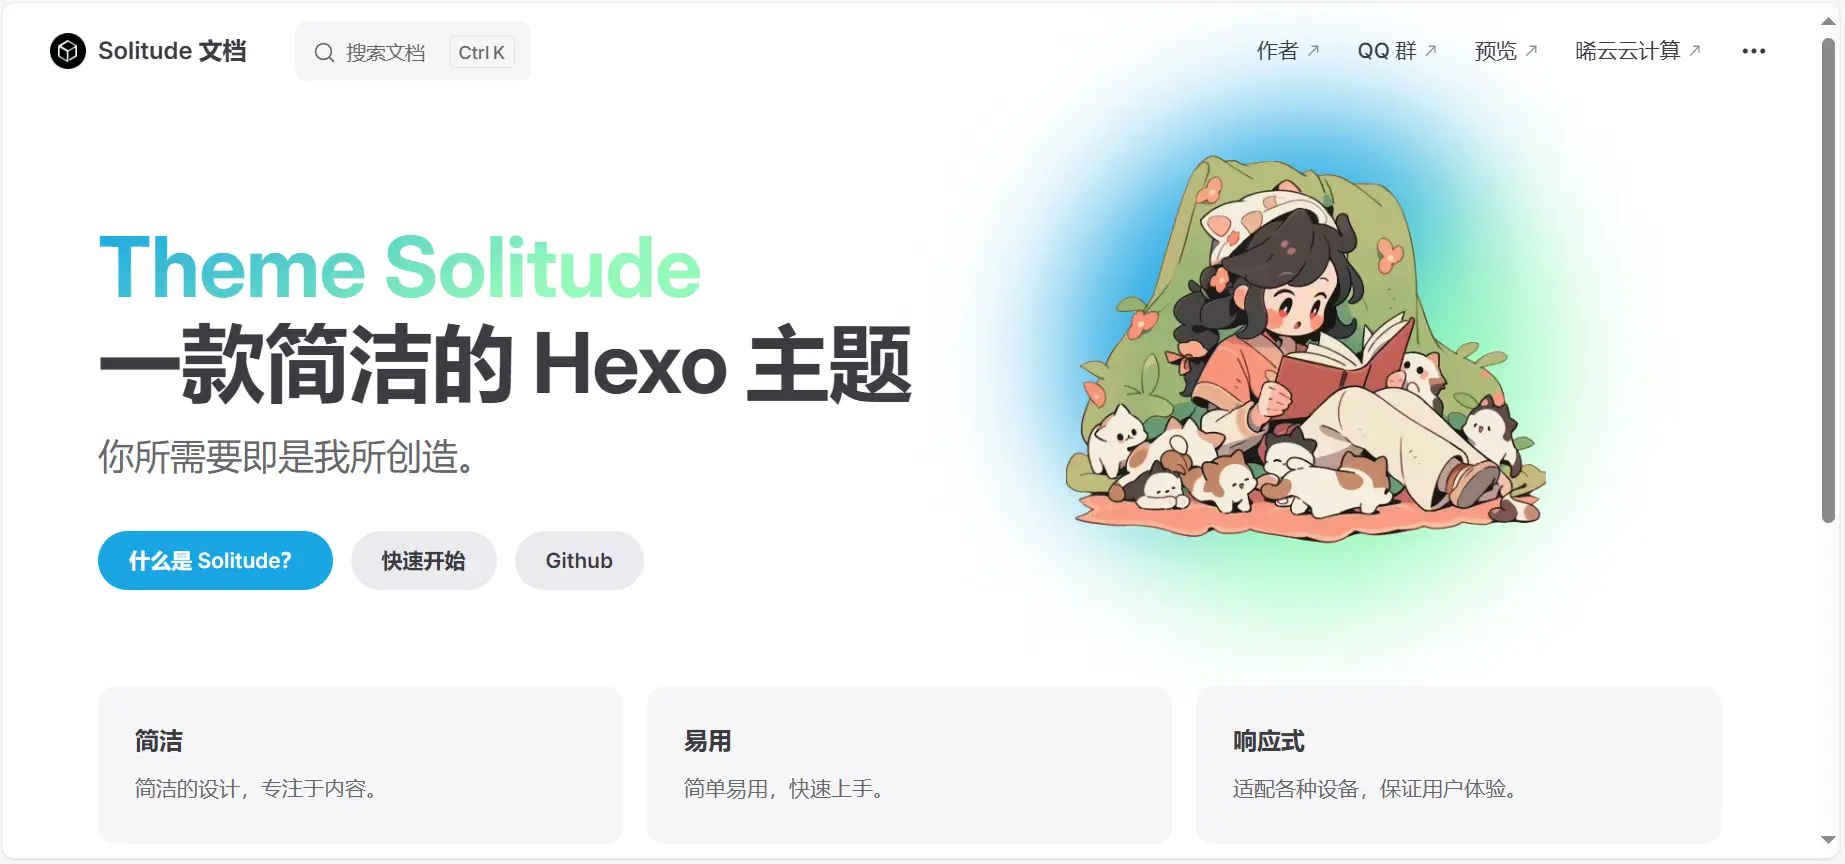 Solitude 文档
搜索文档 Ctrl K
作者 QQ 群 预览 晞云云计算
Theme Solitude
一款简洁的 Hexo 主题
你所需要即是我所创造。
什么是 Solitude? 快速开始 Github
简洁
简洁的设计，专注于内容。
易用
简单易用，快速上手。
响应式
适配各种设备，保证用户体验。